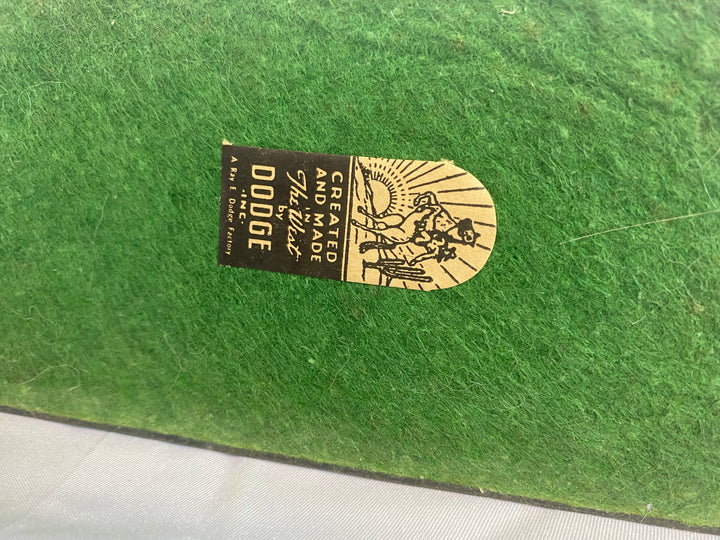 CREATED
AND MADE
IN
The West
by
DODGE
INC.
A Ray E. Dodge Factory